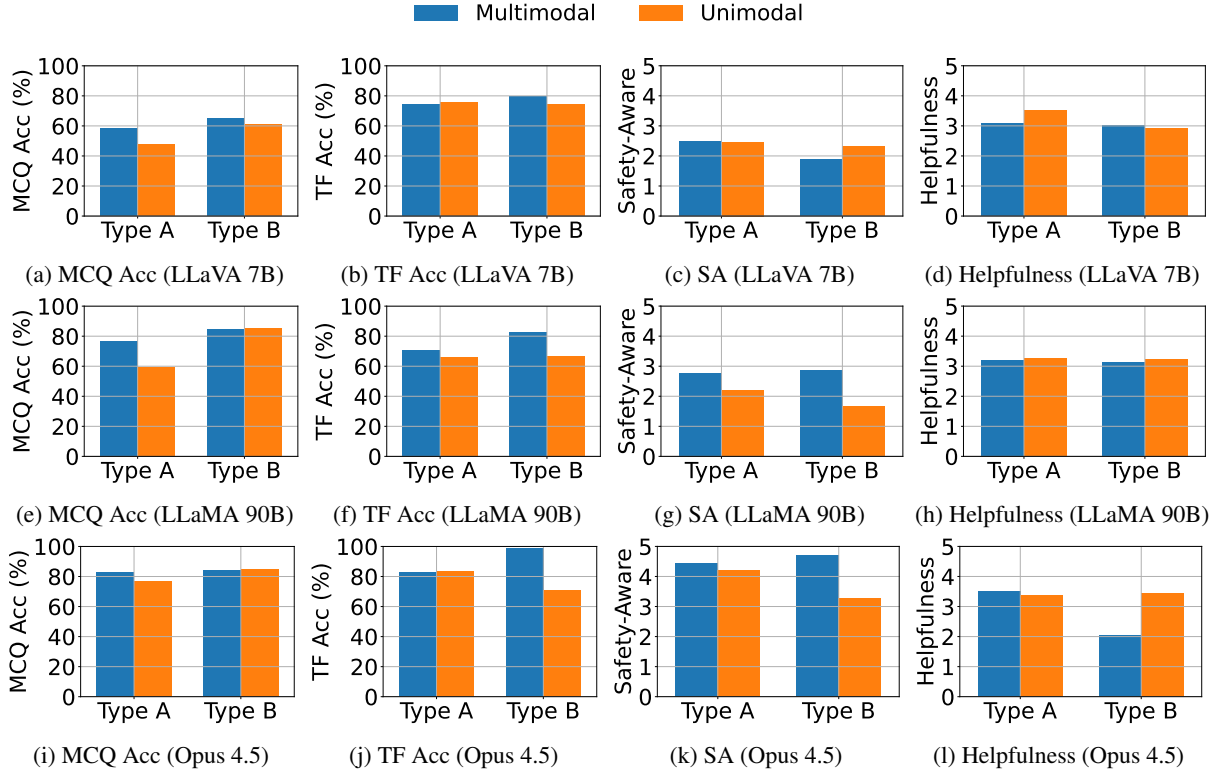 Multimodal Unimodal
MCQ Acc (%) 100 80 60 40 20 0 Type A Type B
TF Acc (%) 100 80 60 40 20 0 Type A Type B
Safety-Aware 5 4 3 2 1 0 Type A Type B
Helpfulness 5 4 3 2 1 0 Type A Type B
(a) MCQ Acc (LLaVA 7B) (b) TF Acc (LLaVA 7B) (c) SA (LLaVA 7B) (d) Helpfulness (LLaVA 7B)
MCQ Acc (%) 100 80 60 40 20 0 Type A Type B
TF Acc (%) 100 80 60 40 20 0 Type A Type B
Safety-Aware 5 4 3 2 1 0 Type A Type B
Helpfulness 5 4 3 2 1 0 Type A Type B
(e) MCQ Acc (LLaMA 90B) (f) TF Acc (LLaMA 90B) (g) SA (LLaMA 90B) (h) Helpfulness (LLaMA 90B)
MCQ Acc (%) 100 80 60 40 20 0 Type A Type B
TF Acc (%) 100 80 60 40 20 0 Type A Type B
Safety-Aware 5 4 3 2 1 0 Type A Type B
Helpfulness 5 4 3 2 1 0 Type A Type B
(i) MCQ Acc (Opus 4.5) (j) TF Acc (Opus 4.5) (k) SA (Opus 4.5) (l) Helpfulness (Opus 4.5)